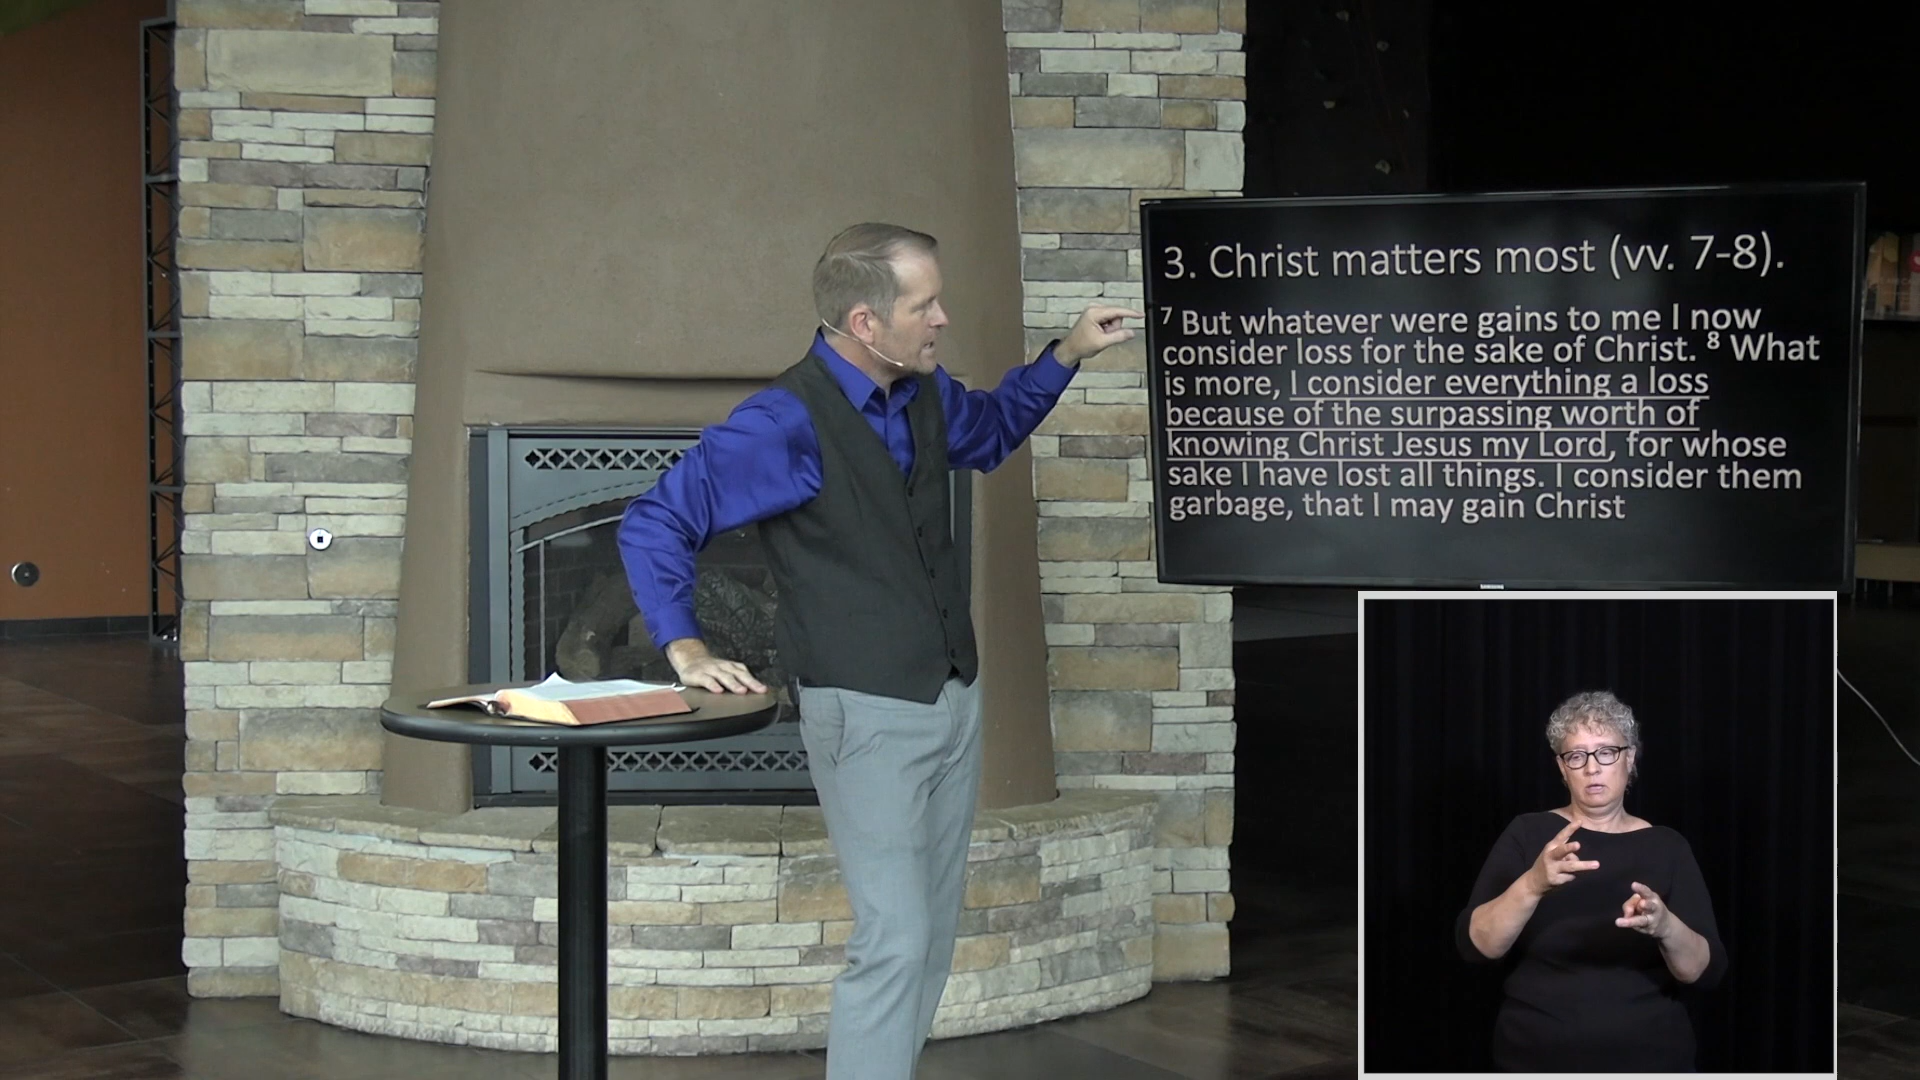 3. Christ matters most (vv. 7-8).
⁷ But whatever were gains to me I now
consider loss for the sake of Christ. ⁸ What
is more, I consider everything a loss
because of the surpassing worth of
knowing Christ Jesus my Lord, for whose
sake I have lost all things. I consider them
garbage, that I may gain Christ
SAMSUNG